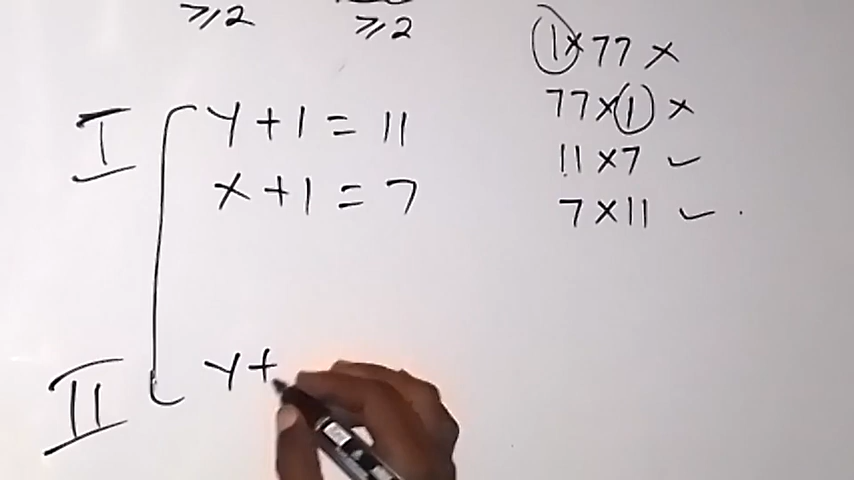 ⩾2 ⩾2
I y+1 = 11
x+1 = 7
II y+
1×77 ×
77×1 ×
11×7 ✓
7×11 ✓ .